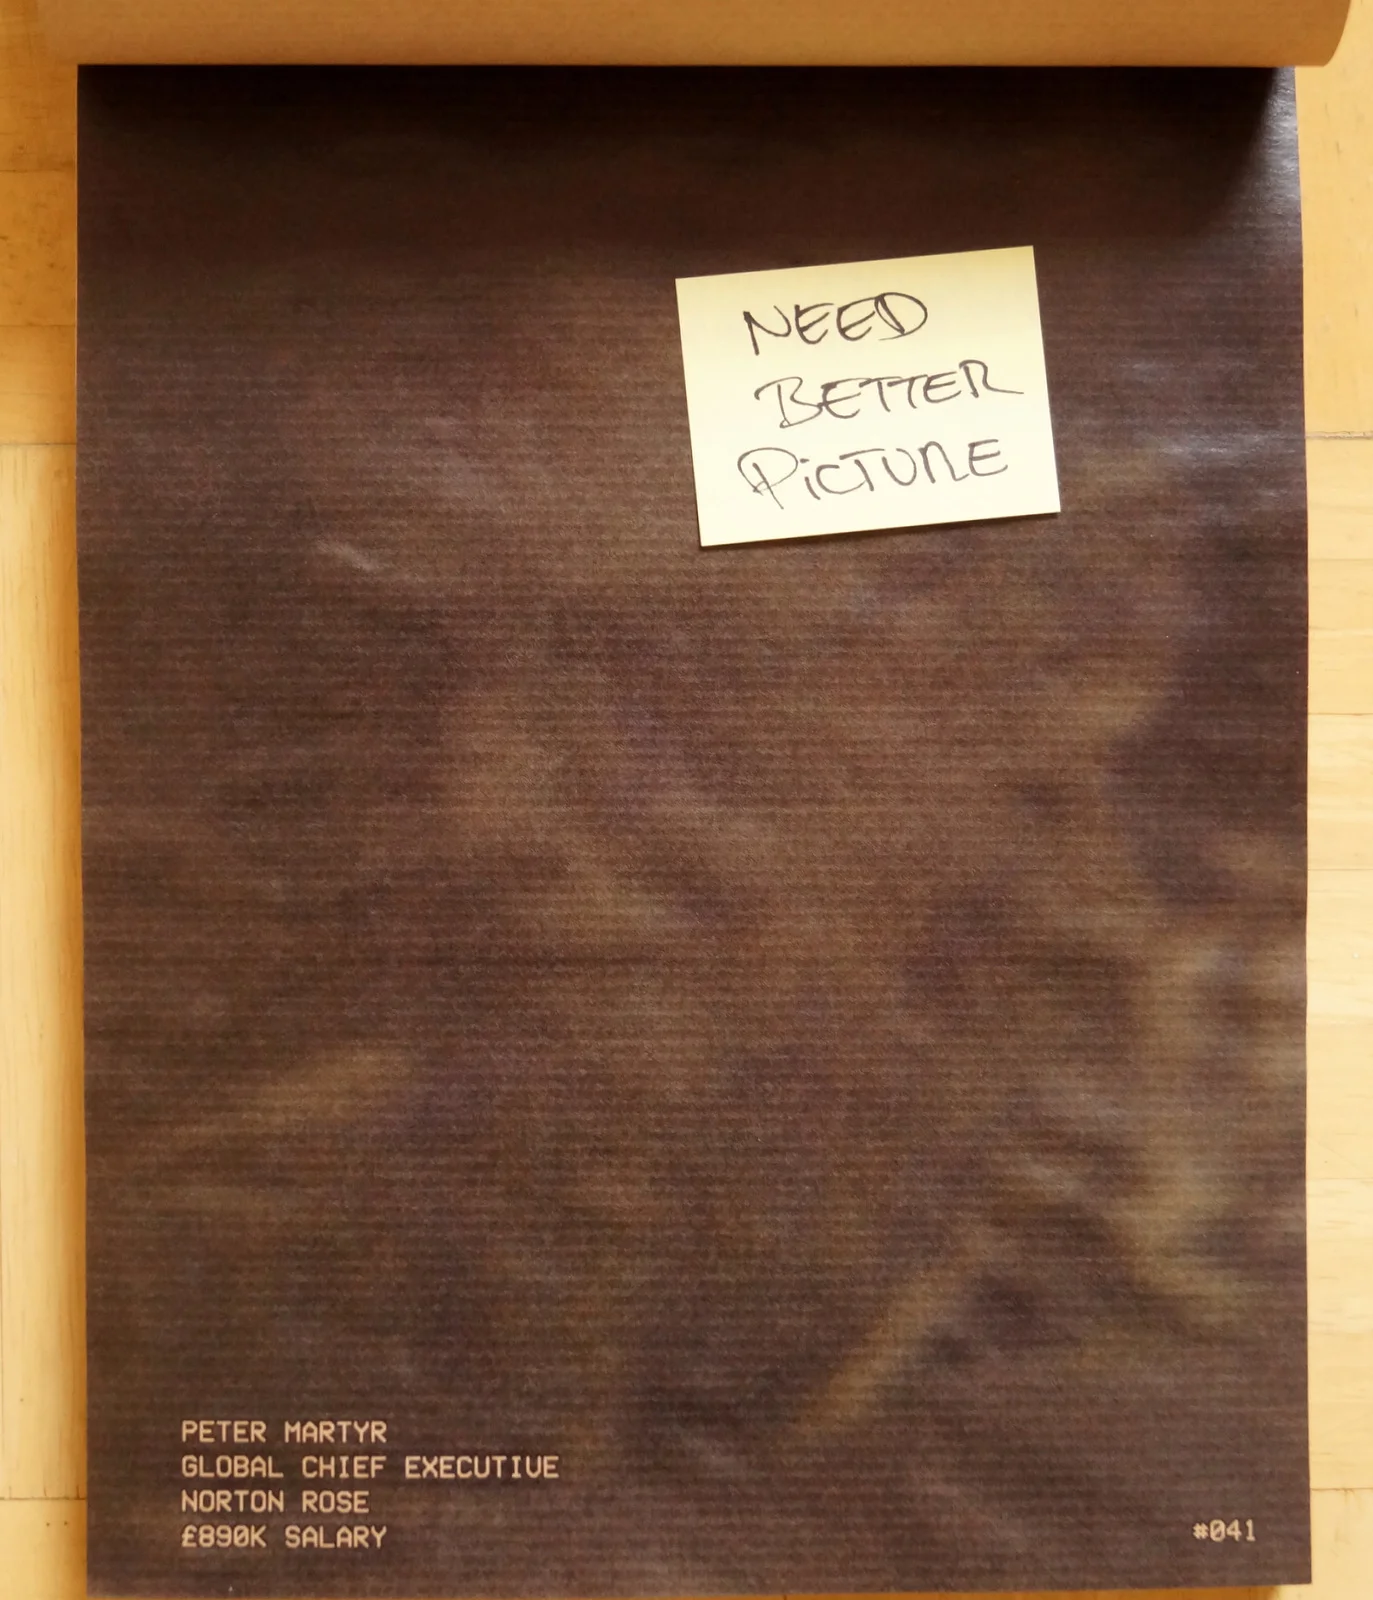 NEED
BETTER
PiCTURE
PETER MARTYR
GLOBAL CHIEF EXECUTIVE
NORTON ROSE
£890K SALARY
#041